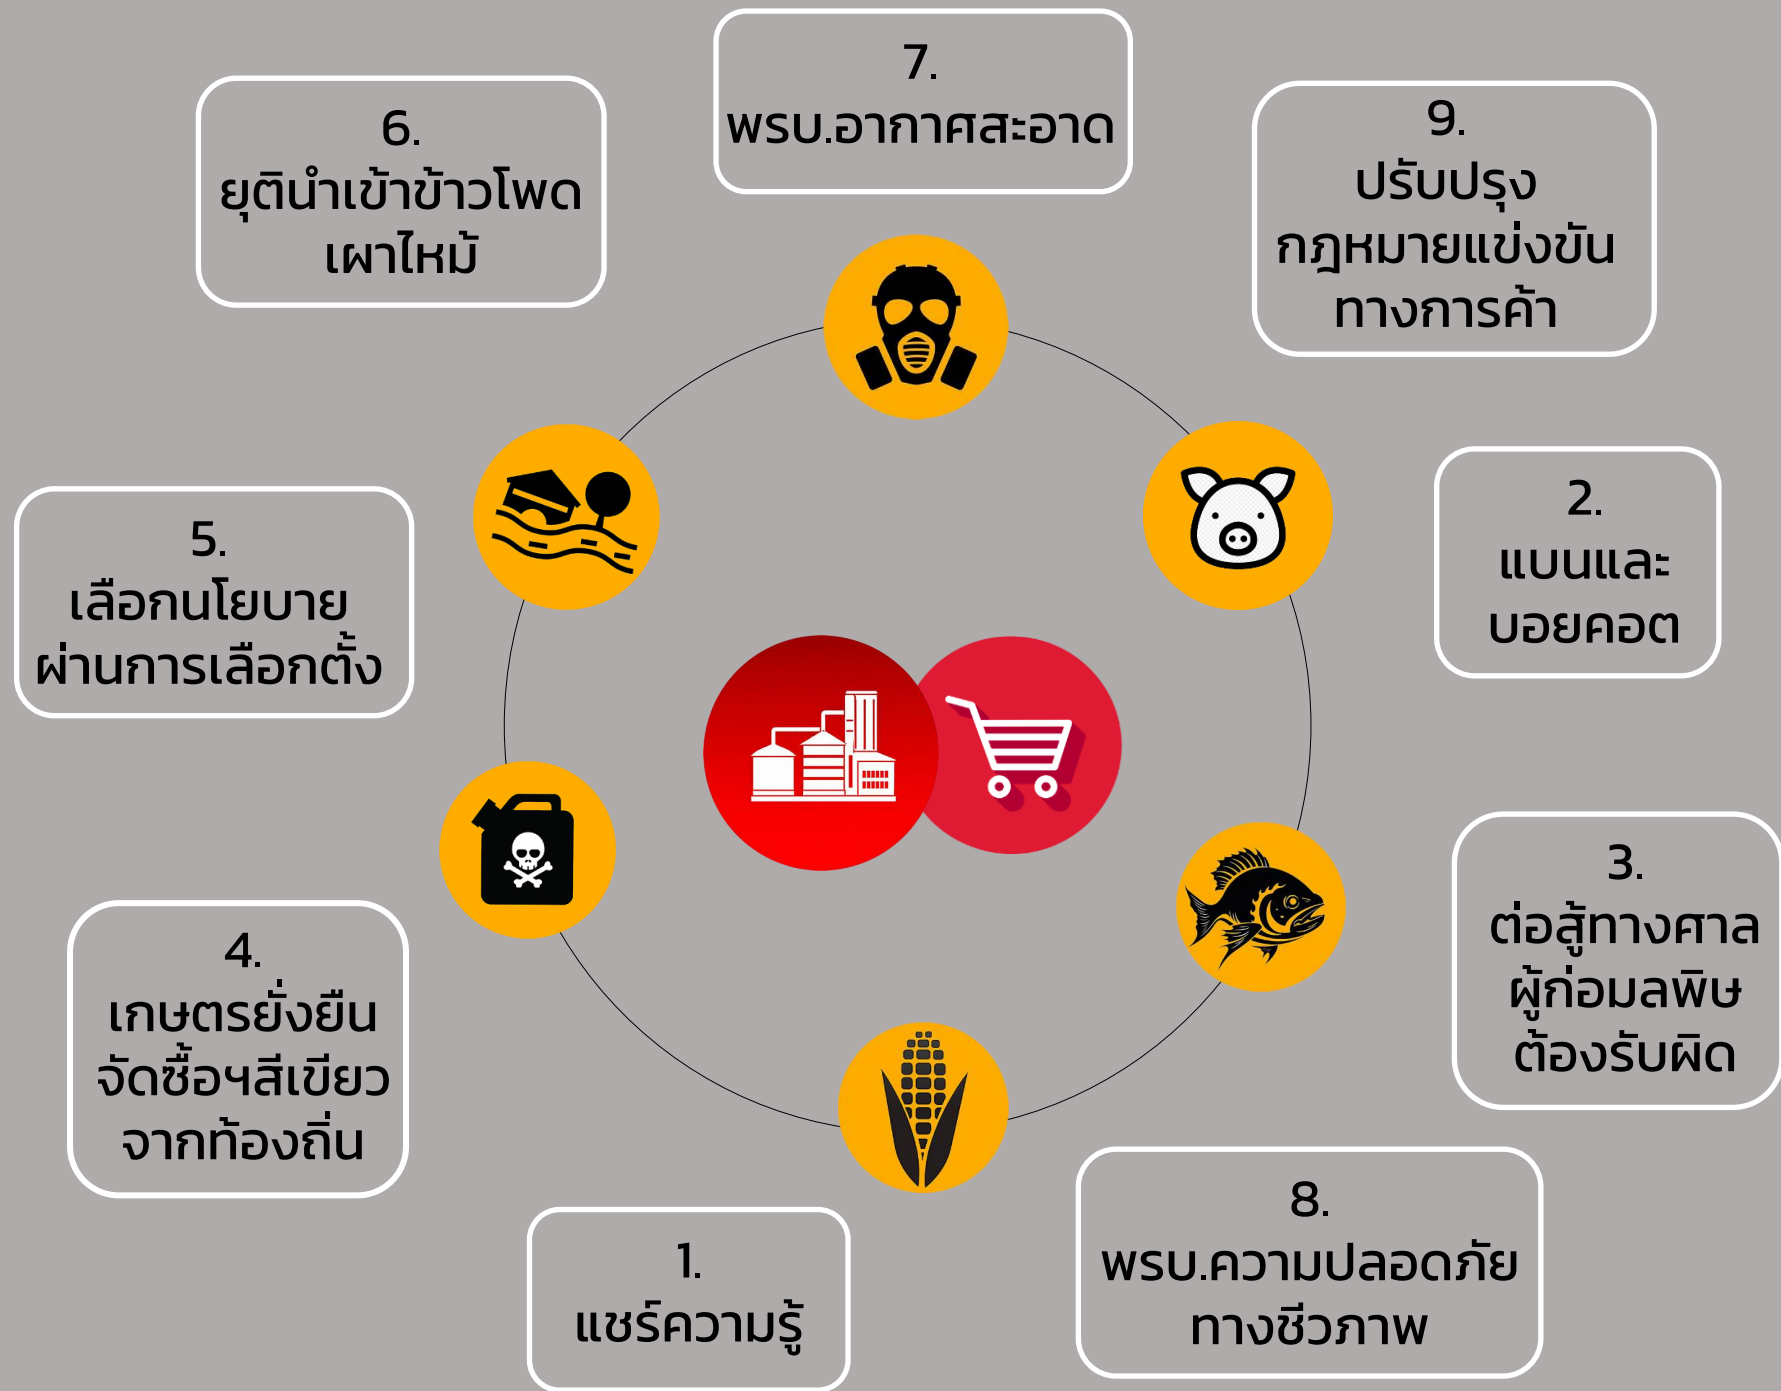 7.
พรบ.อากาศสะอาด
6.
ยุตินำเข้าข้าวโพด
เผาไหม้
9.
ปรับปรุง
กฎหมายแข่งขัน
ทางการค้า
5.
เลือกนโยบาย
ผ่านการเลือกตั้ง
2.
แบนและ
บอยคอต
4.
เกษตรยั่งยืน
จัดซื้อฯสีเขียว
จากท้องถิ่น
3.
ต่อสู้ทางศาล
ผู้ก่อมลพิษ
ต้องรับผิด
1.
แชร์ความรู้
8.
พรบ.ความปลอดภัย
ทางชีวภาพ